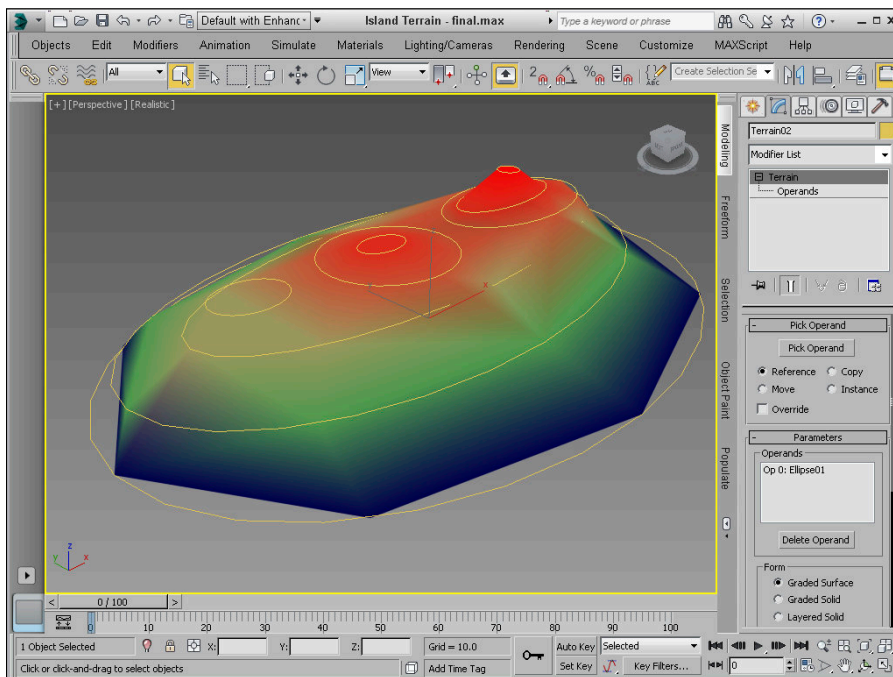 Default with Enhanc
Island Terrain - final.max
Type a keyword or phrase
Objects Edit Modifiers Animation Simulate Materials Lighting/Cameras Rendering Scene Customize MAXScript Help
All
View
2
%
ABC
Create Selection Se
[+][Perspective][Realistic]
Modeling
Freeform
Selection
Object Paint
Populate
Terrain02
Modifier List
Terrain
Operands
Pick Operand
Pick Operand
Reference Copy
Move Instance
Override
Parameters
Operands
Op 0: Ellipse01
Delete Operand
Form
Graded Surface
Graded Solid
Layered Solid
x
z
y x
< 0 / 100 >
0 10 20 30 40 50 60 70 80 90 100
1 Object Selected X: Y: Z: Grid = 10.0 Auto Key Selected
Click or click-and-drag to select objects Add Time Tag Set Key Key Filters... 0